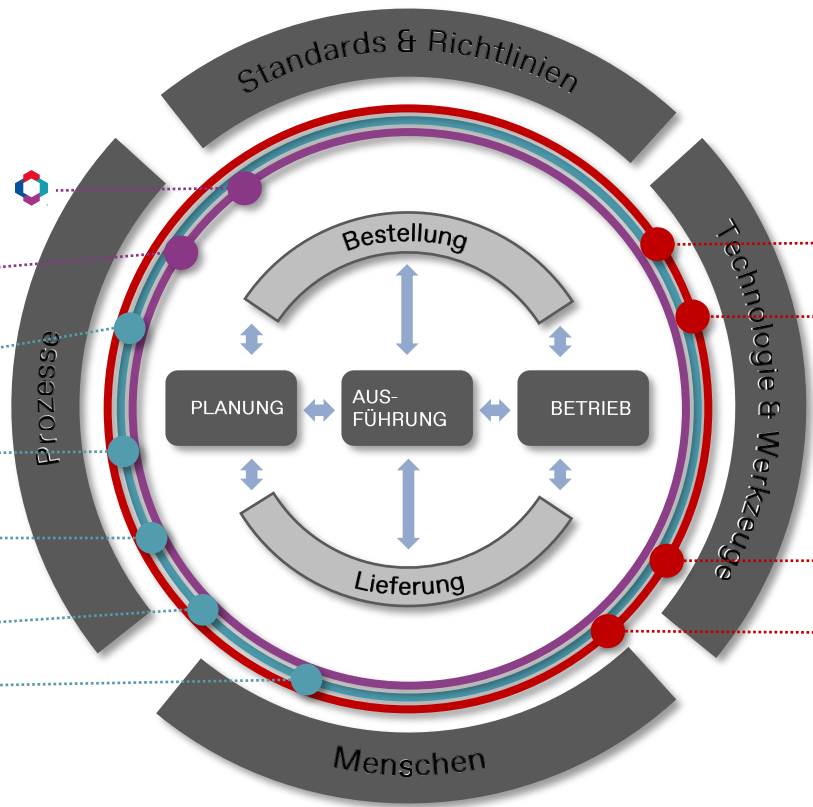 Standards & Richtlinien
Technologie & Werkzeuge
Prozesse
Bestellung
PLANUNG
AUS-
FÜHRUNG
BETRIEB
Lieferung
Menschen